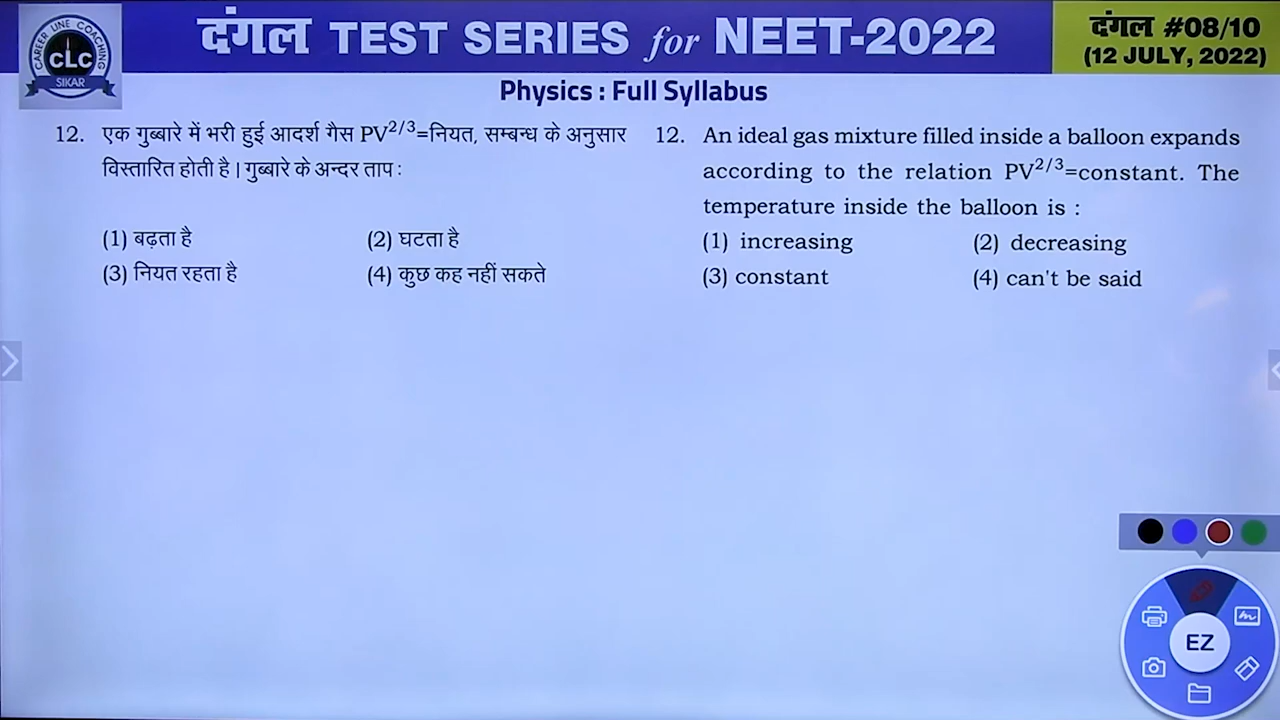 CAREER LINE COACHING
CLC
SIKAR
दंगल TEST SERIES for NEET-2022
दंगल #08/10
(12 JULY, 2022)
Physics : Full Syllabus
12. एक गुब्बारे में भरी हुई आदर्श गैस PV^{2/3}=नियत, सम्बन्ध के अनुसार
विस्तारित होती है। गुब्बारे के अन्दर ताप :
(1) बढ़ता है (2) घटता है
(3) नियत रहता है (4) कुछ कह नहीं सकते
12. An ideal gas mixture filled inside a balloon expands
according to the relation PV^{2/3}=constant. The
temperature inside the balloon is :
(1) increasing (2) decreasing
(3) constant (4) can't be said
EZ